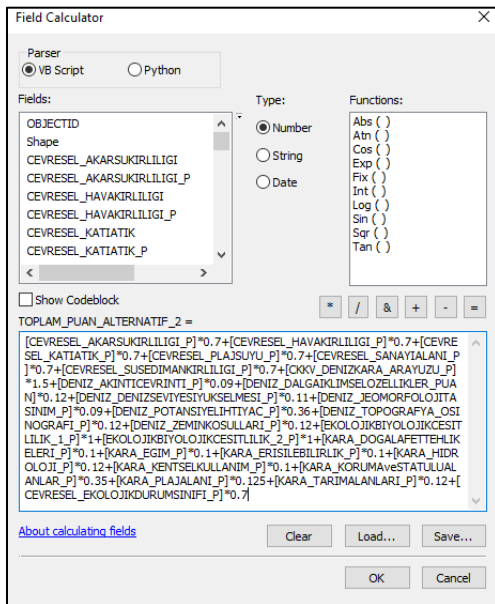 Field Calculator
Parser
VB Script
Python
Fields:
Type:
Functions:
OBJECTID
Shape
CEVRESEL_AKARSUKIRLILIGI
CEVRESEL_AKARSUKIRLILIGI_P
CEVRESEL_HAVAKIRLILIGI
CEVRESEL_HAVAKIRLILIGI_P
CEVRESEL_KATIATIK
CEVRESEL_KATIATIK_P
Number
String
Date
Abs ( )
Atn ( )
Cos ( )
Exp ( )
Fix ( )
Int ( )
Log ( )
Sin ( )
Sqr ( )
Tan ( )
Show Codeblock
* / & + - =
TOPLAM_PUAN_ALTERNATIF_2 =
[CEVRESEL_AKARSUKIRLILIGI_P]*0.7+[CEVRESEL_HAVAKIRLILIGI_P]*0.7+[CEVRE
SEL_KATIATIK_P]*0.7+[CEVRESEL_PLAJSUYU_P]*0.7+[CEVRESEL_SANAYIALANI_P
]*0.7+[CEVRESEL_SUSEDIMANKIRLILIGI_P]*0.7+[CKKV_DENIZKARA_ARAYUZU_P]
*1.5+[DENIZ_AKINTICEVRINTI_P]*0.09+[DENIZ_DALGAIKLIMSELOZELLIKLER_PUA
N]*0.12+[DENIZ_DENIZSEVIYESIYUKSELMESI_P]*0.11+[DENIZ_JEOMORFOLOJITA
SINIM_P]*0.09+[DENIZ_POTANSIYELIHTIYAC_P]*0.36+[DENIZ_TOPOGRAFYA_OSI
NOGRAFI_P]*0.12+[DENIZ_ZEMINKOSULLARI_P]*0.12+[EKOLOJIKBIYOLOJIKCESIT
LILIK_1_P]*1+[EKOLOJIKBIYOLOJIKCESITLILIK_2_P]*1+[KARA_DOGALAFETTEHLIK
ELERI_P]*0.1+[KARA_EGIM_P]*0.1+[KARA_ERISILEBILIRLIK_P]*0.1+[KARA_HIDR
OLOJI_P]*0.12+[KARA_KENTSELKULLANIM_P]*0.1+[KARA_KORUMAveSTATULUAL
ANLAR_P]*0.35+[KARA_PLAJALANI_P]*0.125+[KARA_TARIMALANLARI_P]*0.12+[
CEVRESEL_EKOLOJIKDURUMSINIFI_P]*0.7
About calculating fields
Clear
Load...
Save...
OK
Cancel